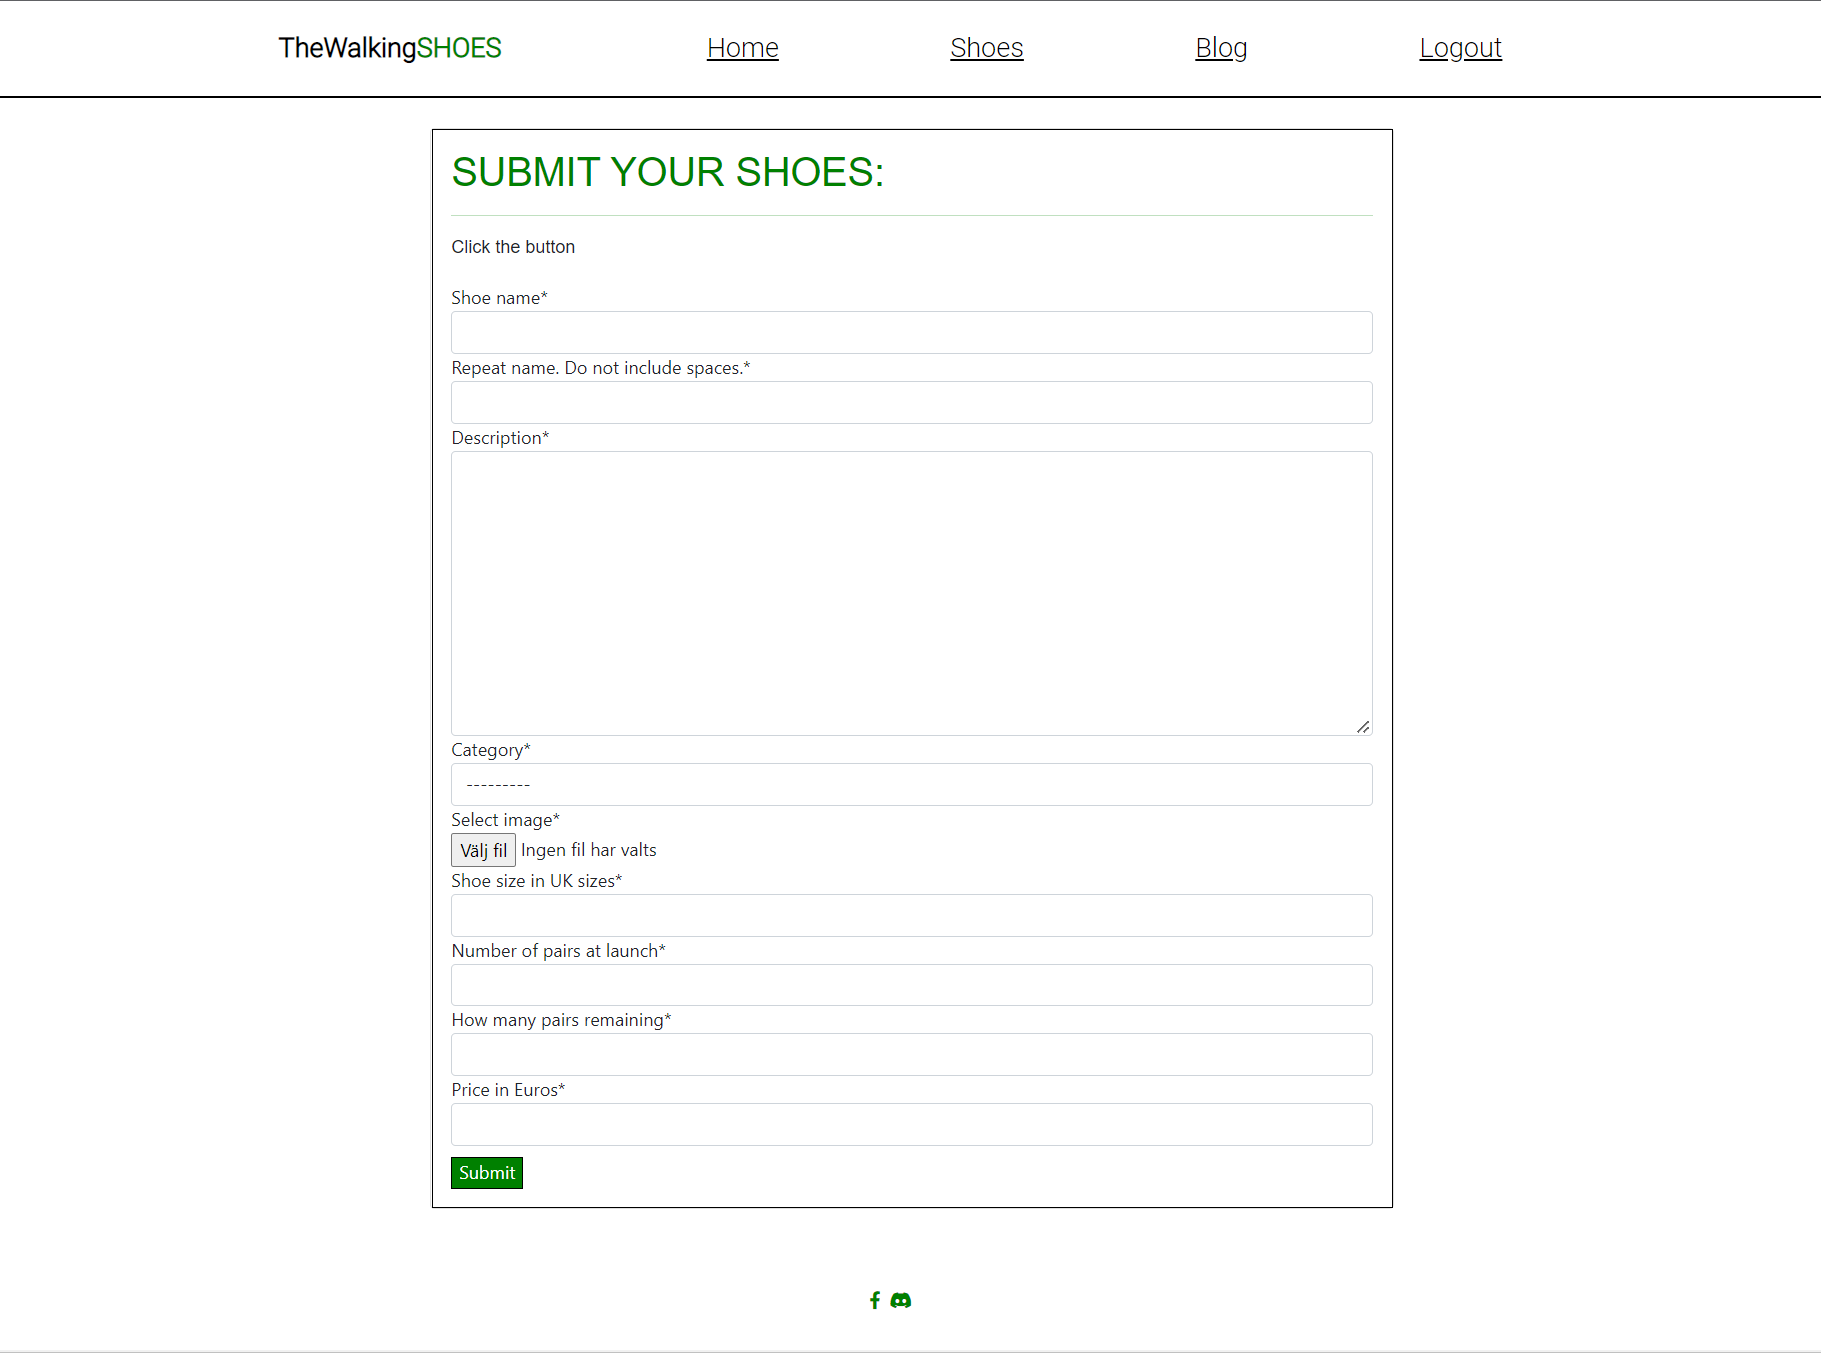 TheWalkingSHOES Home Shoes Blog Logout
SUBMIT YOUR SHOES:
Click the button
Shoe name*
Repeat name. Do not include spaces.*
Description*
Category*
---------
Select image*
Välj fil Ingen fil har valts
Shoe size in UK sizes*
Number of pairs at launch*
How many pairs remaining*
Price in Euros*
Submit